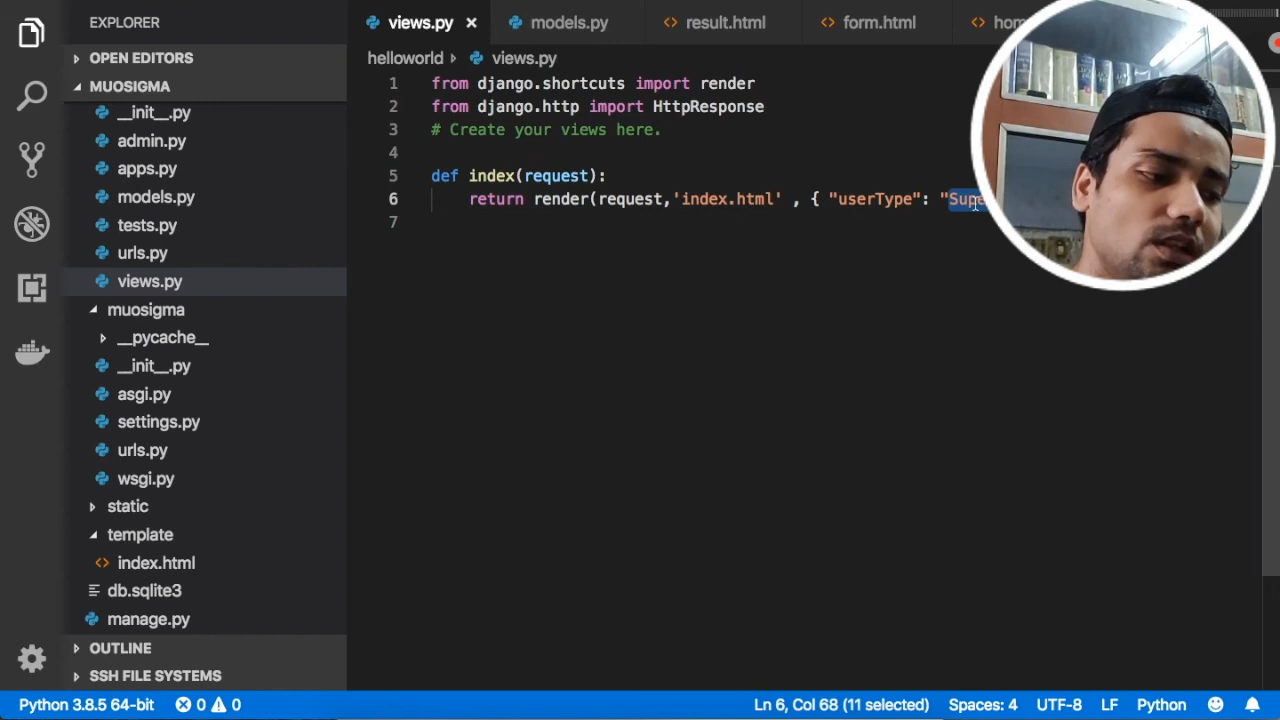 EXPLORER
OPEN EDITORS
MUOSIGMA
__init__.py
admin.py
apps.py
models.py
tests.py
urls.py
views.py
muosigma
__pycache__
__init__.py
asgi.py
settings.py
urls.py
wsgi.py
static
template
index.html
db.sqlite3
manage.py
OUTLINE
SSH FILE SYSTEMS
views.py models.py result.html form.html
helloworld views.py
1 from django.shortcuts import render
2 from django.http import HttpResponse
3 # Create your views here.
4
5 def index(request):
6 return render(request,'index.html' , { "userType": "Supe
7
Python 3.8.5 64-bit 0 0 Ln 6, Col 68 (11 selected) Spaces: 4 UTF-8 LF Python